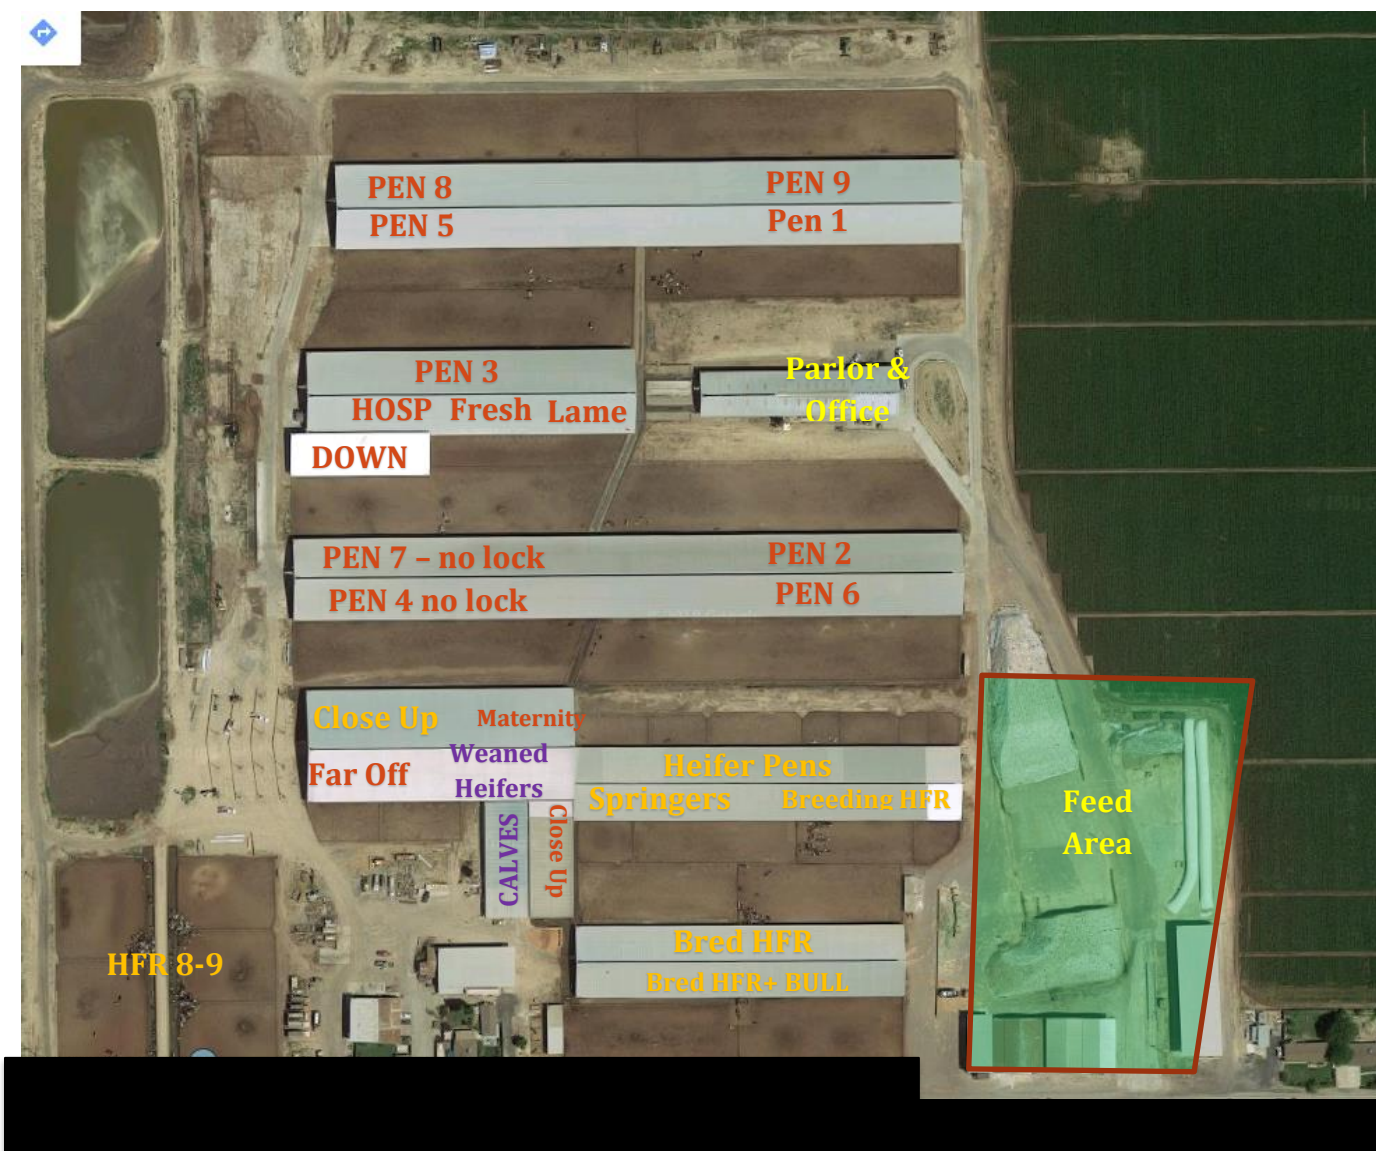 PEN 8 PEN 9
PEN 5 Pen 1
PEN 3
Parlor &
Office
HOSP Fresh Lame
DOWN
PEN 7 – no lock PEN 2
PEN 4 no lock PEN 6
Close Up Maternity
Far Off
Weaned
Heifers
Heifer Pens
Springers Breeding HFR
CALVES
Close Up
Feed
Area
Bred HFR
Bred HFR+ BULL
HFR 8-9